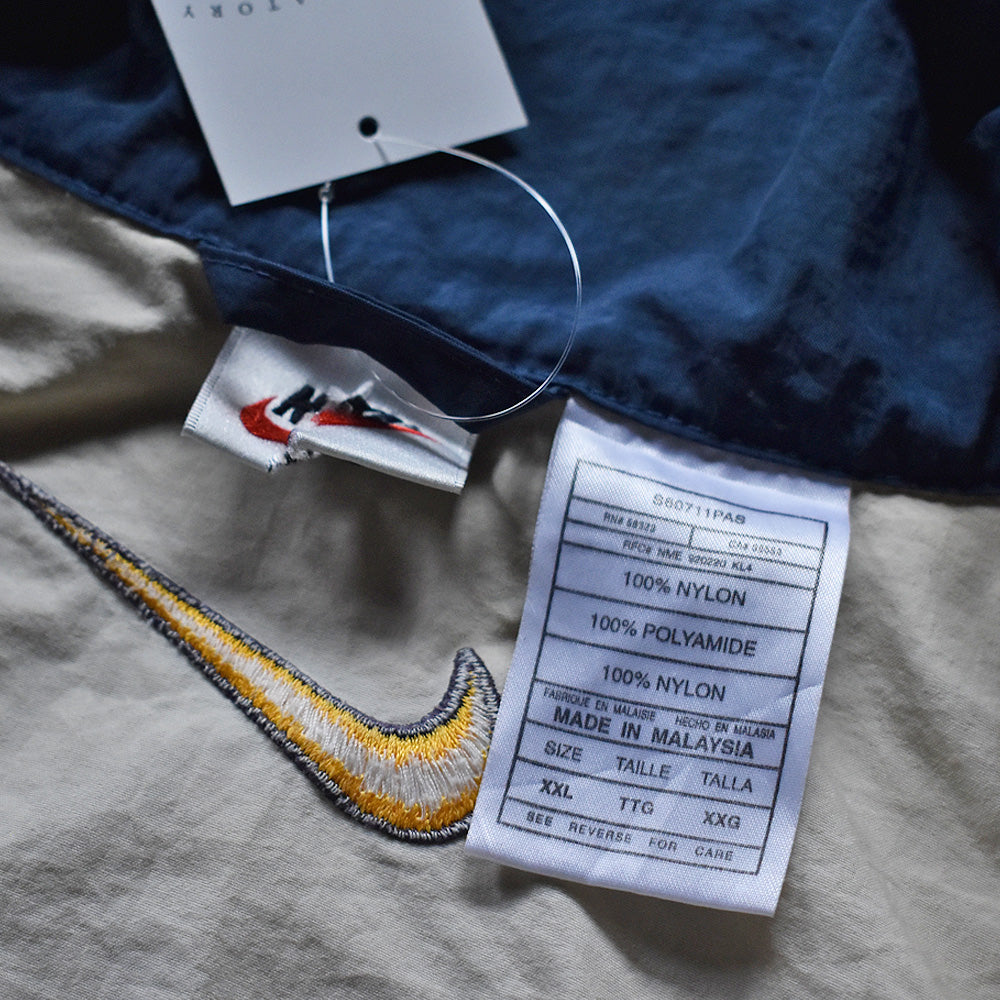 ATORY
S60711PAS
RN# 56323 CA# 05553
RFC# NME 920220 KL4
100% NYLON
100% POLYAMIDE
100% NYLON
FABRIQUE EN MALAISIE HECHO EN MALASIA
MADE IN MALAYSIA
SIZE TAILLE TALLA
XXL TTG XXG
SEE REVERSE FOR CARE